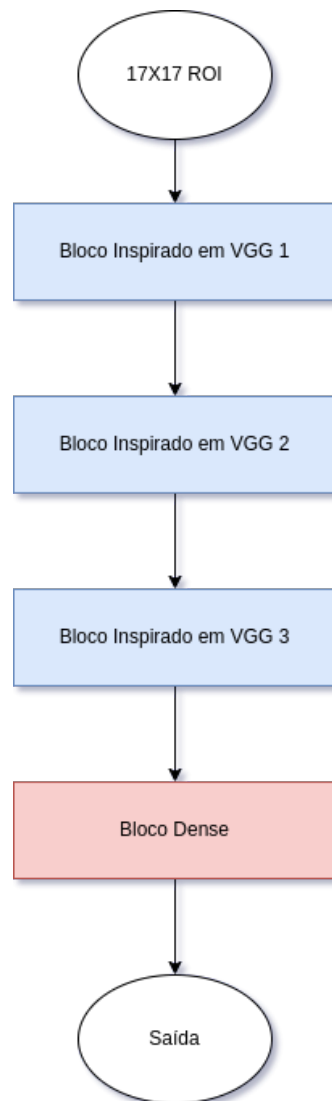 17X17 ROI
Bloco Inspirado em VGG 1
Bloco Inspirado em VGG 2
Bloco Inspirado em VGG 3
Bloco Dense
Saída